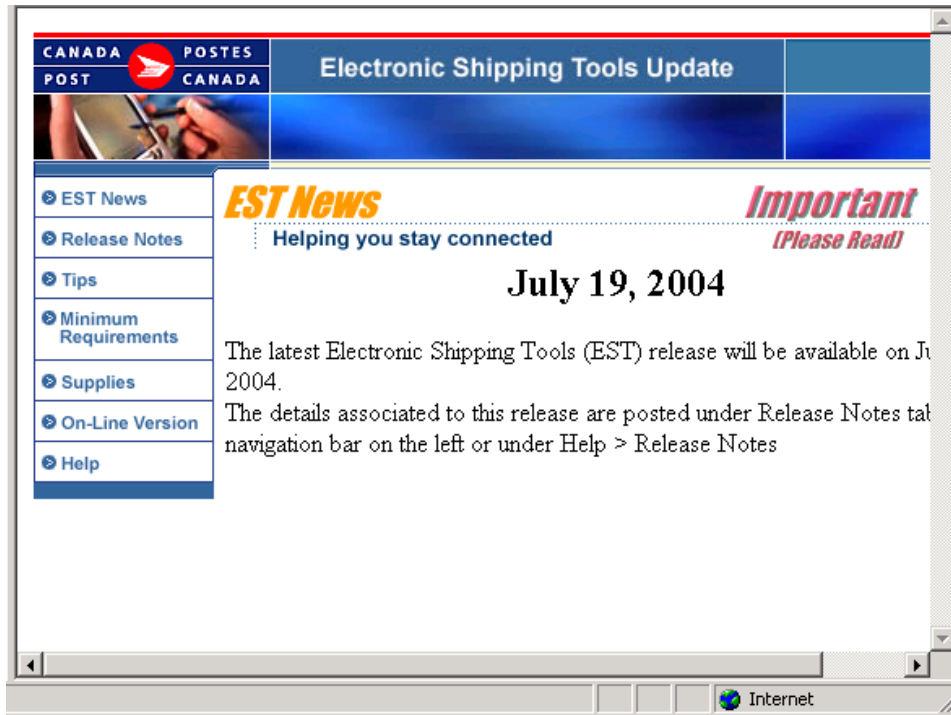 CANADA POSTES
POST CANADA
Electronic Shipping Tools Update
EST News
Release Notes
Tips
Minimum
Requirements
Supplies
On-Line Version
Help
EST News
Important
Helping you stay connected
(Please Read)
July 19, 2004
The latest Electronic Shipping Tools (EST) release will be available on
2004.
The details associated to this release are posted under Release Notes
navigation bar on the left or under Help > Release Notes
Internet